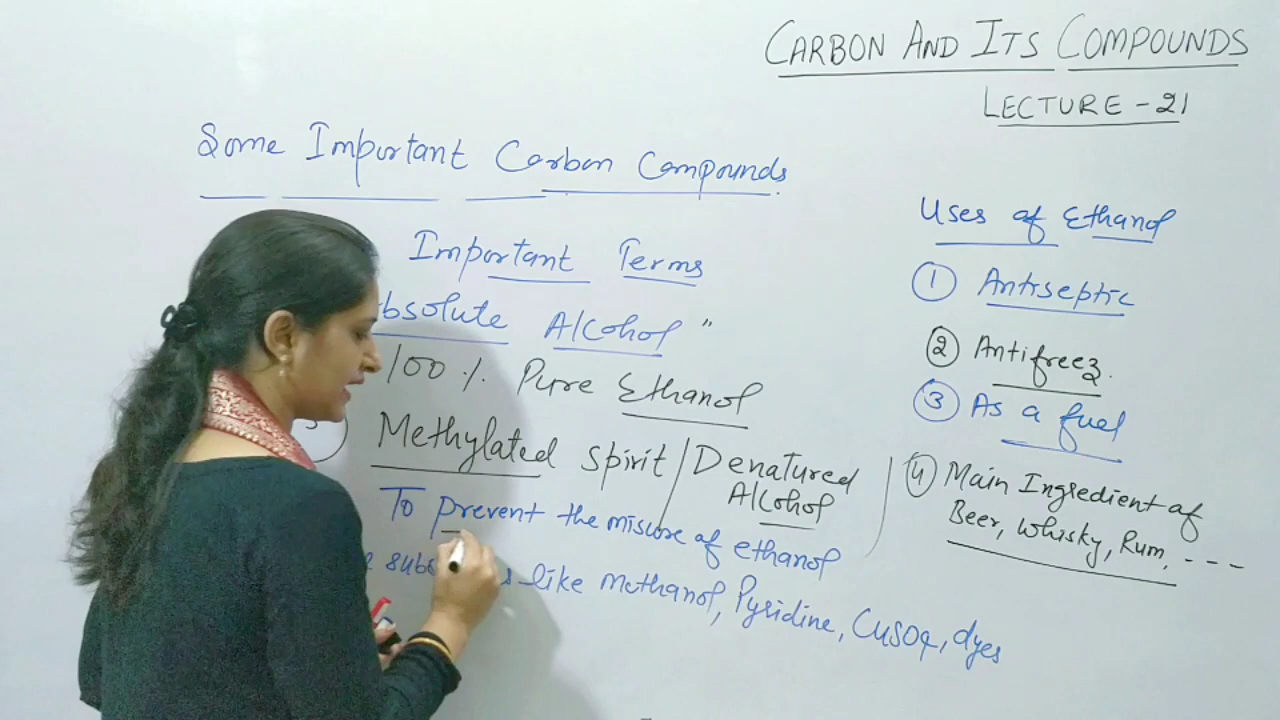 CARBON AND ITS COMPOUNDS
LECTURE - 21
Some Important Carbon Compounds
Important Terms
bsolute Alcohol"
100 % Pure Ethanol
Methylated Spirit / Denatured Alcohol
To prevent the misuse of ethanol
subs s like Methanol, Pyridine, CuSO4, dyes
Uses of Ethanol
① Antiseptic
② Antifreez.
③ As a fuel
④ Main Ingredient of
Beer, Whisky, Rum, - - -